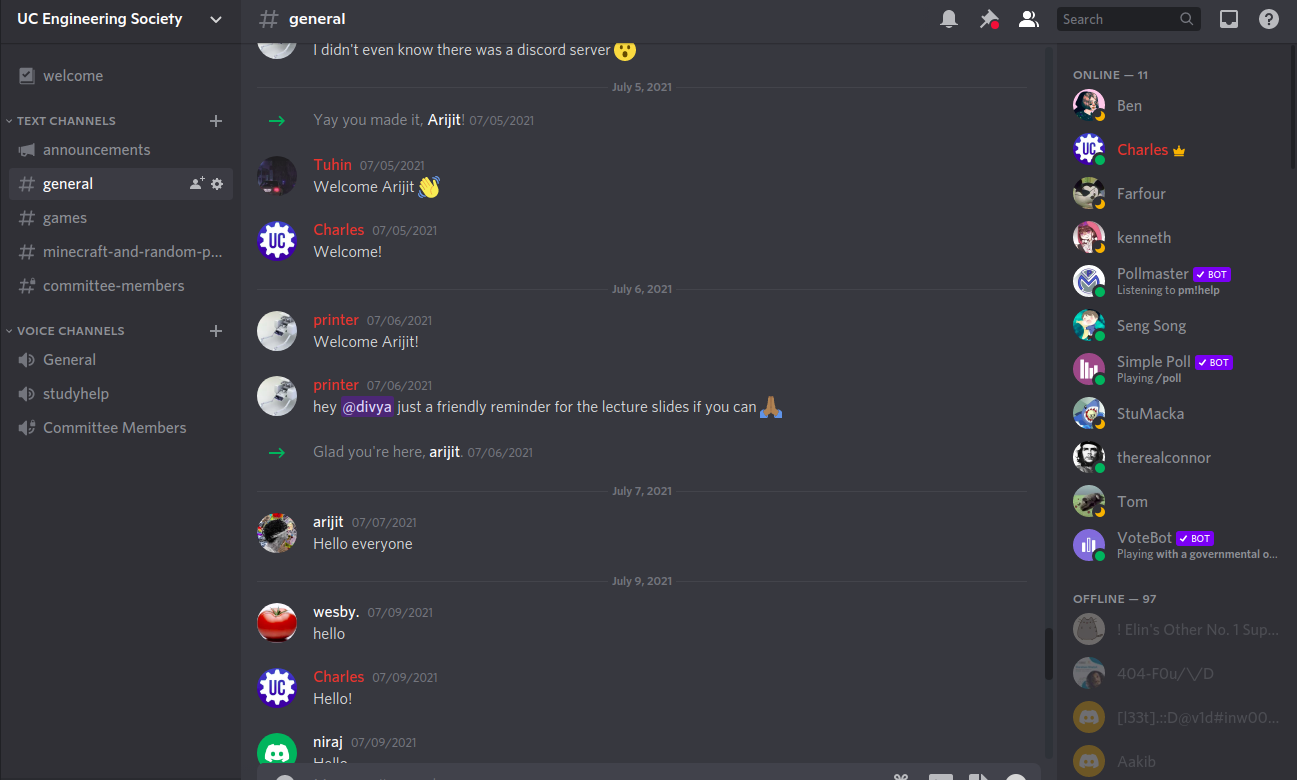 UC Engineering Society
welcome
TEXT CHANNELS
announcements
general
games
minecraft-and-random-p...
committee-members
VOICE CHANNELS
General
studyhelp
Committee Members
general
Search
I didn't even know there was a discord server 😮
July 5, 2021
Yay you made it, Arijit! 07/05/2021
Tuhin 07/05/2021
Welcome Arijit 👋
UC
Charles 07/05/2021
Welcome!
July 6, 2021
printer 07/06/2021
Welcome Arijit!
printer 07/06/2021
hey @divya just a friendly reminder for the lecture slides if you can 🙏🏾
Glad you're here, arijit. 07/06/2021
July 7, 2021
arijit 07/07/2021
Hello everyone
July 9, 2021
wesby. 07/09/2021
hello
UC
Charles 07/09/2021
Hello!
niraj 07/09/2021
Hello
ONLINE — 11
Ben
UC
Charles
Farfour
kenneth
Pollmaster BOT
Listening to pm!help
Seng Song
Simple Poll BOT
Playing /poll
StuMacka
therealconnor
Tom
VoteBot BOT
Playing with a governmental o...
OFFLINE — 97
! Elin's Other No. 1 Sup...
404-F0u/\/D
[l33t].::D@v1d#inw00...
Aakib